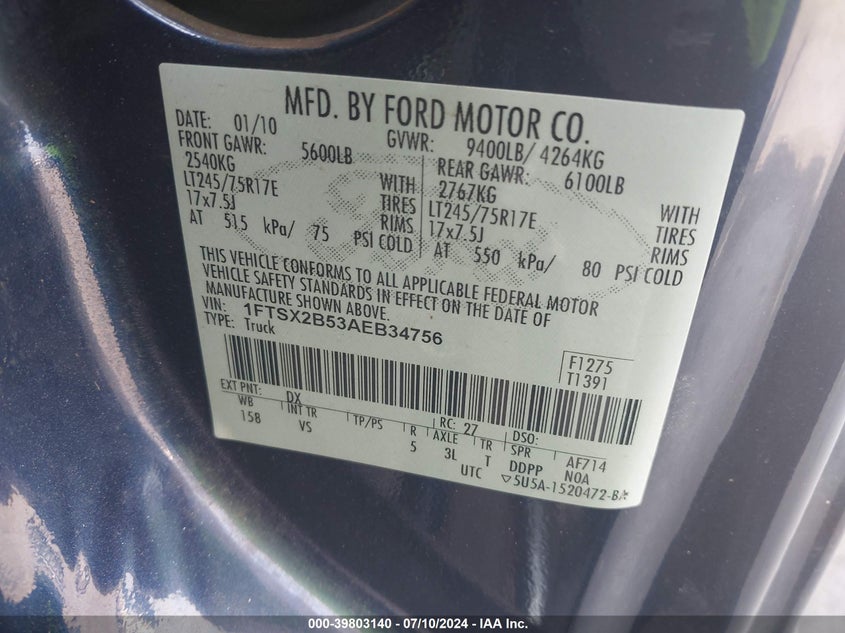 MFD. BY FORD MOTOR CO.
DATE: 01/10 GVWR: 9400LB/ 4264KG
FRONT GAWR: 5600LB REAR GAWR: 6100LB
2540KG WITH 2767KG WITH
LT245/75R17E TIRES LT245/75R17E TIRES
17x7.5J RIMS 17x7.5J RIMS
AT 515 kPa/ 75 PSI COLD AT 550 kPa/ 80 PSI COLD
THIS VEHICLE CONFORMS TO ALL APPLICABLE FEDERAL MOTOR
VEHICLE SAFETY STANDARDS IN EFFECT ON THE DATE OF
MANUFACTURE SHOWN ABOVE.
VIN: 1FTSX2B53AEB34756
TYPE: Truck
F1275
T1391
EXT PNT: DX RC: 27 DSO:
WB INT TR TP/PS R AXLE TR SPR AF714
158 VS 5 3L T DDPP N0A
UTC ▽5U5A-1520472-BA
000-39803140 - 07/10/2024 - IAA Inc.